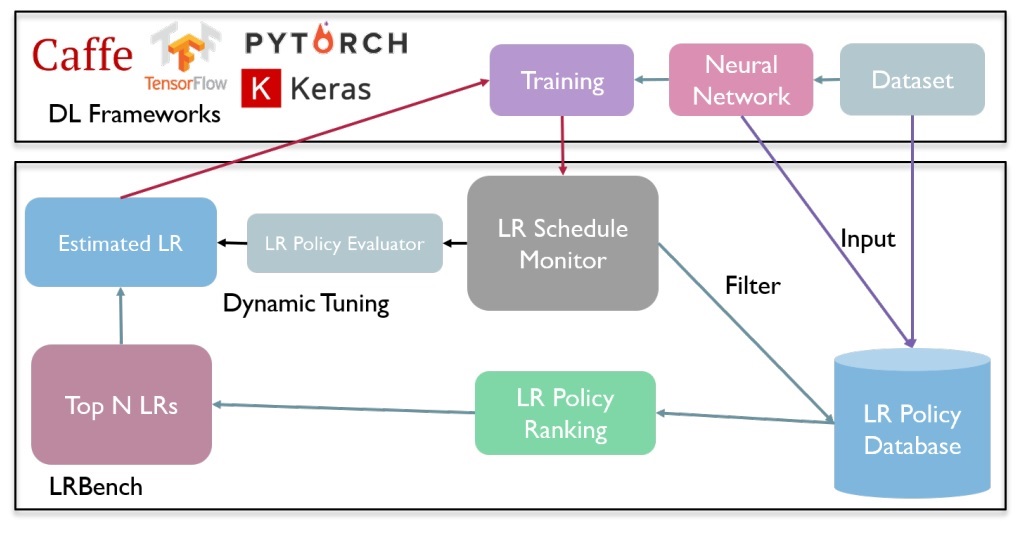 Caffe
TensorFlow
PYTORCH
K Keras
DL Frameworks
Training
Neural
Network
Dataset
Estimated LR
LR Policy Evaluator
LR Schedule
Monitor
Input
Filter
Dynamic Tuning
Top N LRs
LR Policy
Ranking
LR Policy
Database
LRBench